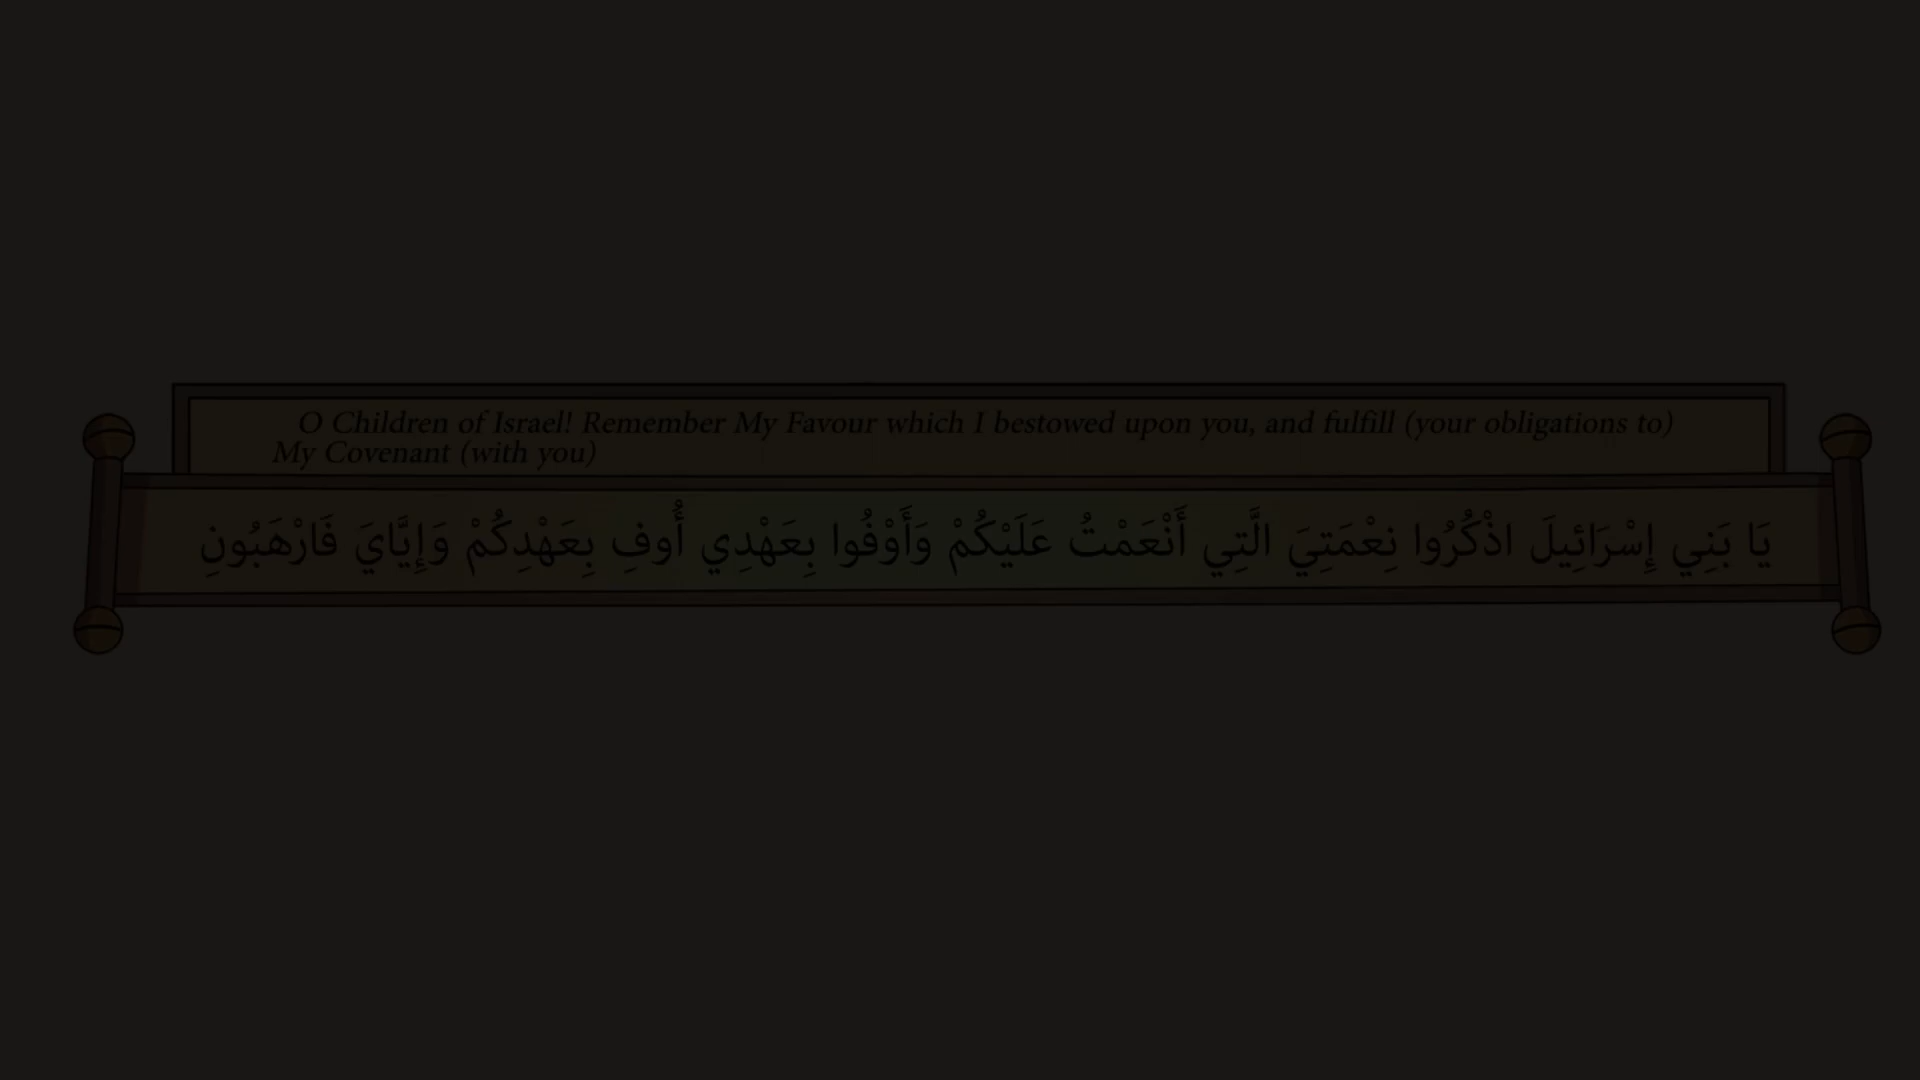 O Children of Israel! Remember My Favour which I bestowed upon you, and fulfill (your obligations to)
My Covenant (with you)
يَا بَنِي إِسْرَائِيلَ اذْكُرُوا نِعْمَتِيَ الَّتِي أَنْعَمْتُ عَلَيْكُمْ وَأَوْفُوا بِعَهْدِي أُوفِ بِعَهْدِكُمْ وَإِيَّايَ فَارْهَبُونِ